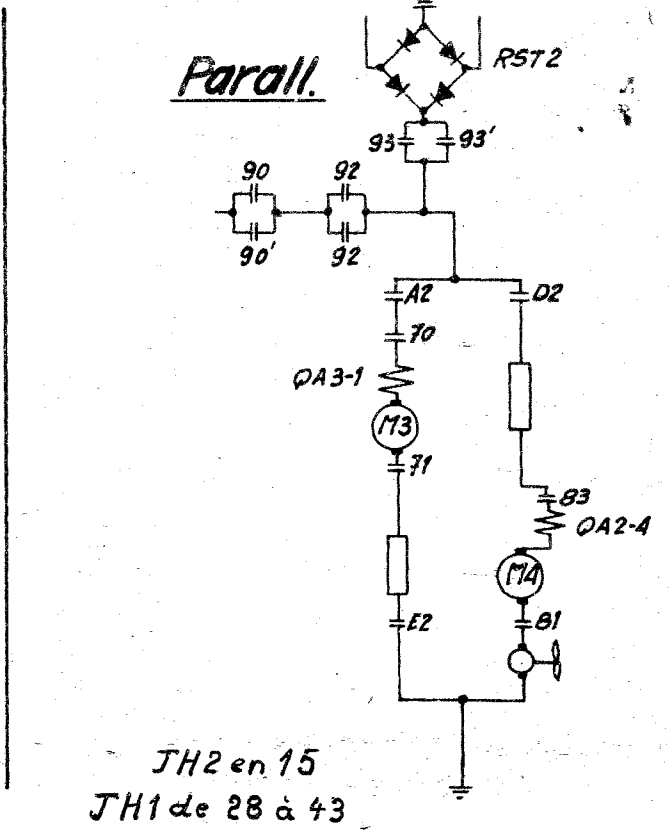 Parall.
RST2
93 93'
90 92
90' 92
A2 D2
70
QA3-1
M3
71
83
QA2-4
M4
E2 81
JH2 en 15
JH1 de 28 à 43